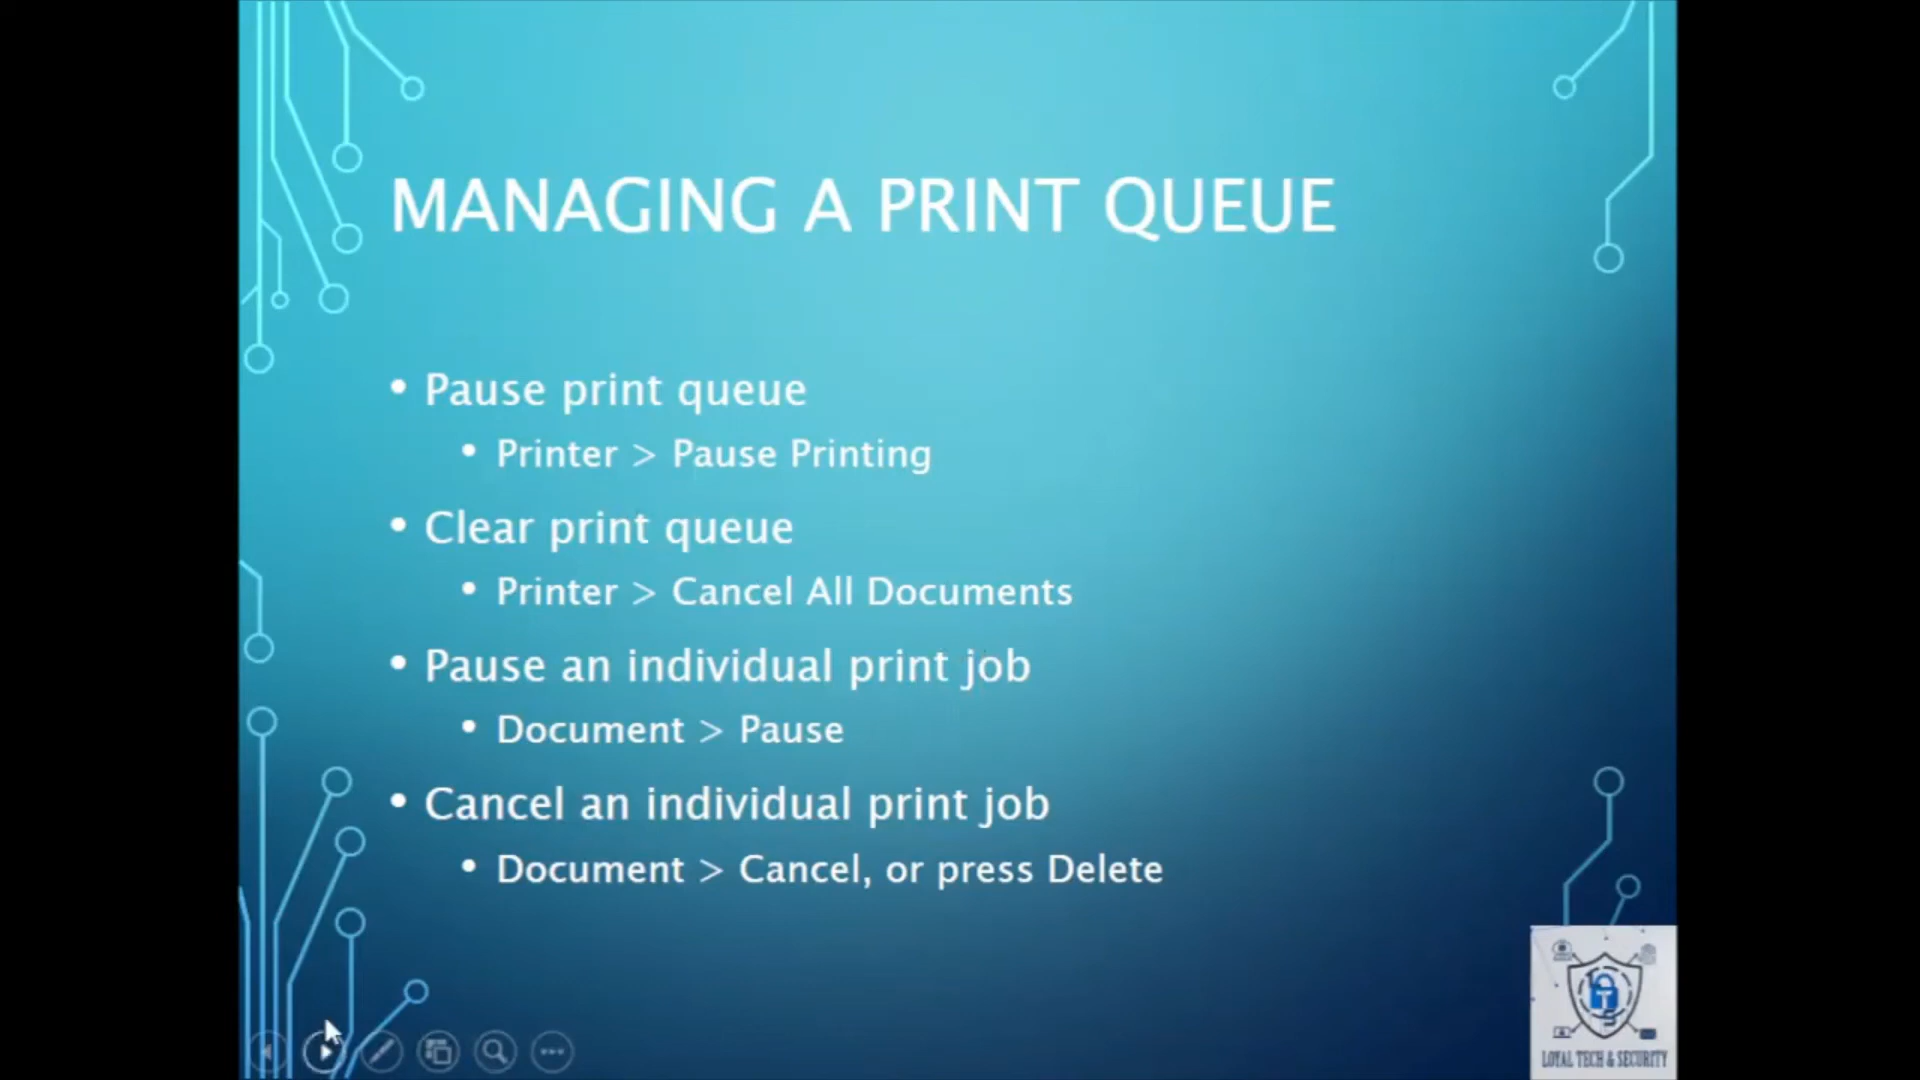 MANAGING A PRINT QUEUE
• Pause print queue
• Printer > Pause Printing
• Clear print queue
• Printer > Cancel All Documents
• Pause an individual print job
• Document > Pause
• Cancel an individual print job
• Document > Cancel, or press Delete
LOYAL TECH & SECURITY